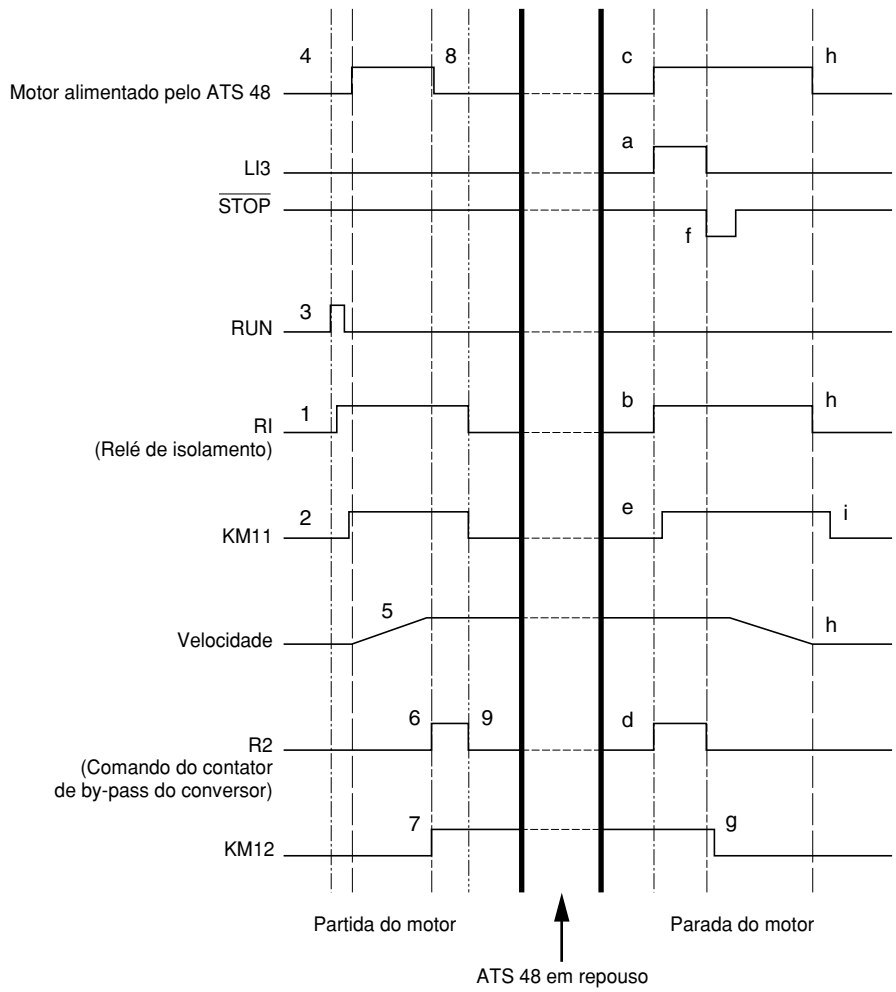 4 8 c h
Motor alimentado pelo ATS 48
a
LI3
STOP
f
3
RUN
1 b h
RI
(Relé de isolamento)
2 e i
KM11
5
Velocidade h
6 9 d
R2
(Comando do contator
de by-pass do conversor)
7 g
KM12
Partida do motor Parada do motor
ATS 48 em repouso